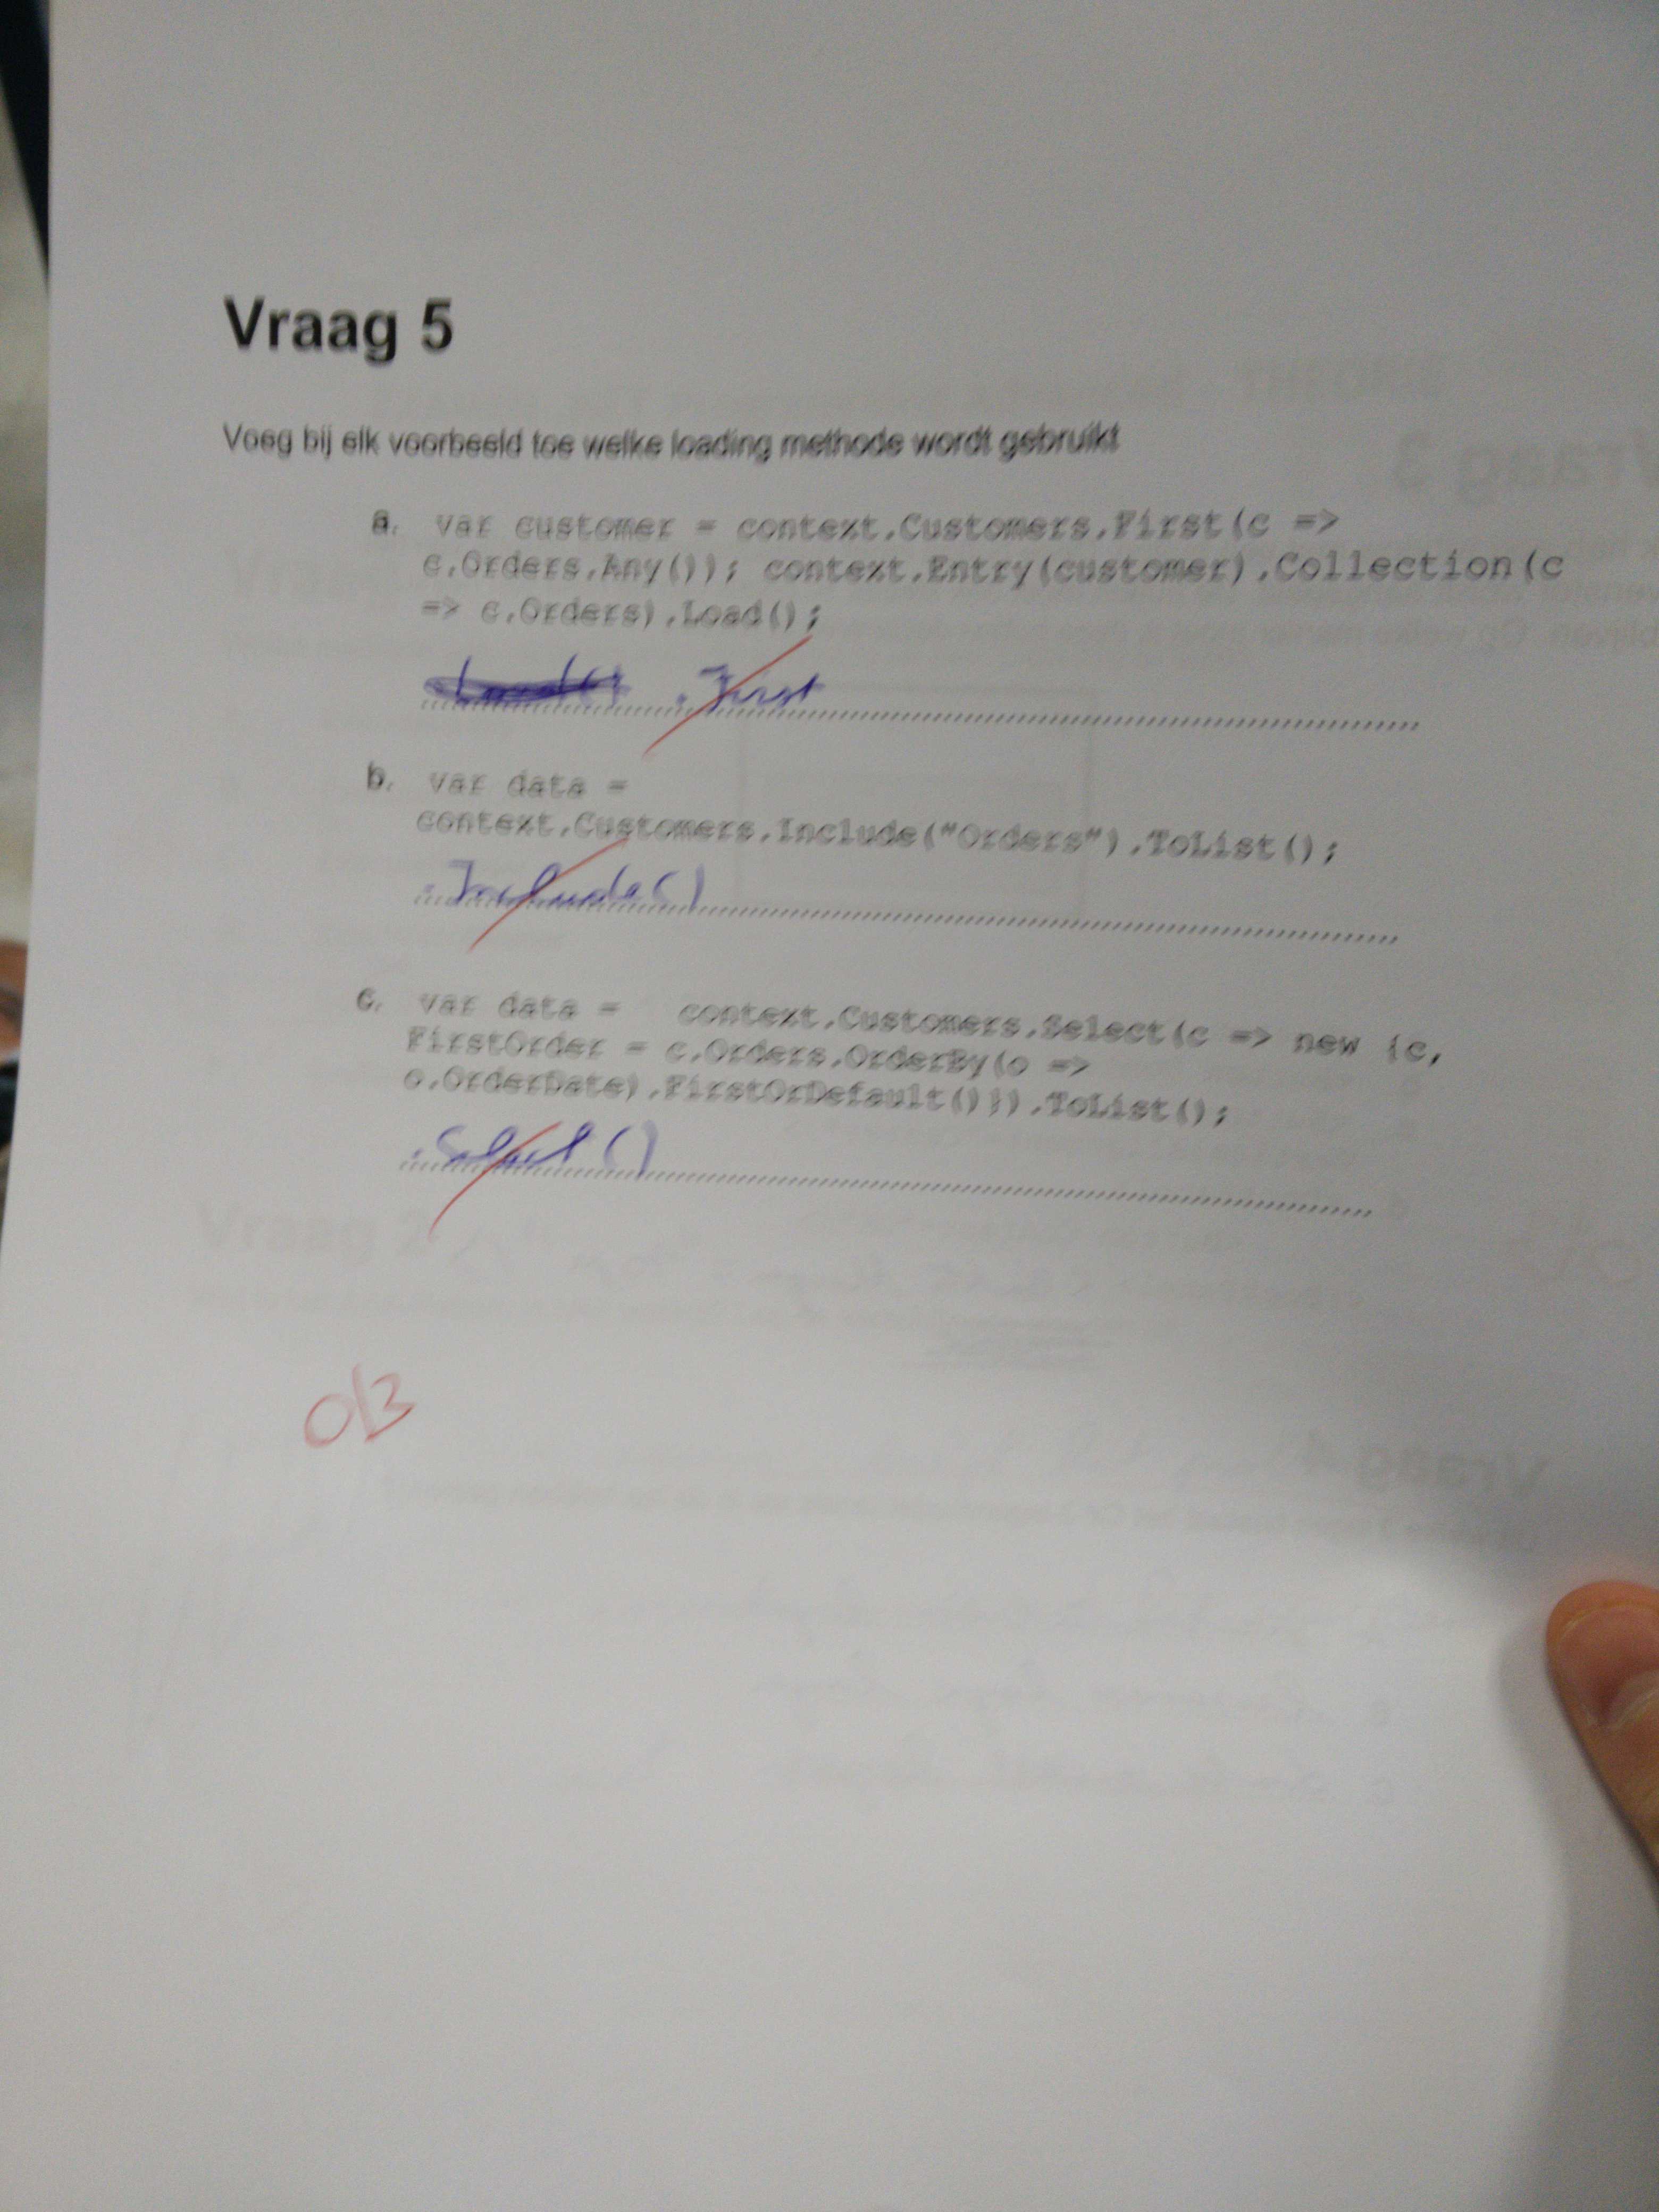 Vraag 5
Voeg bij elk voorbeeld toe welke loading methode wordt gebruikt
a. var customer = context.Customers.First(c =>
c.Orders.Any()); context.Entry(customer).Collection(c
=> c.Orders).Load();
.First
b. var data =
context.Customers.Include("Orders").ToList();
.Include()
c. var data = context.Customers.Select(c => new {c,
FirstOrder = c.Orders.OrderBy(o =>
o.OrderDate).FirstOrDefault()}).ToList();
.Select()
0/3